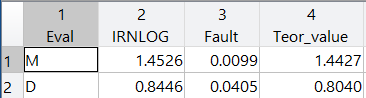 1 2 3 4
Eval IRNLOG Fault Teor_value
1 M 1.4526 0.0099 1.4427
2 D 0.8446 0.0405 0.8040